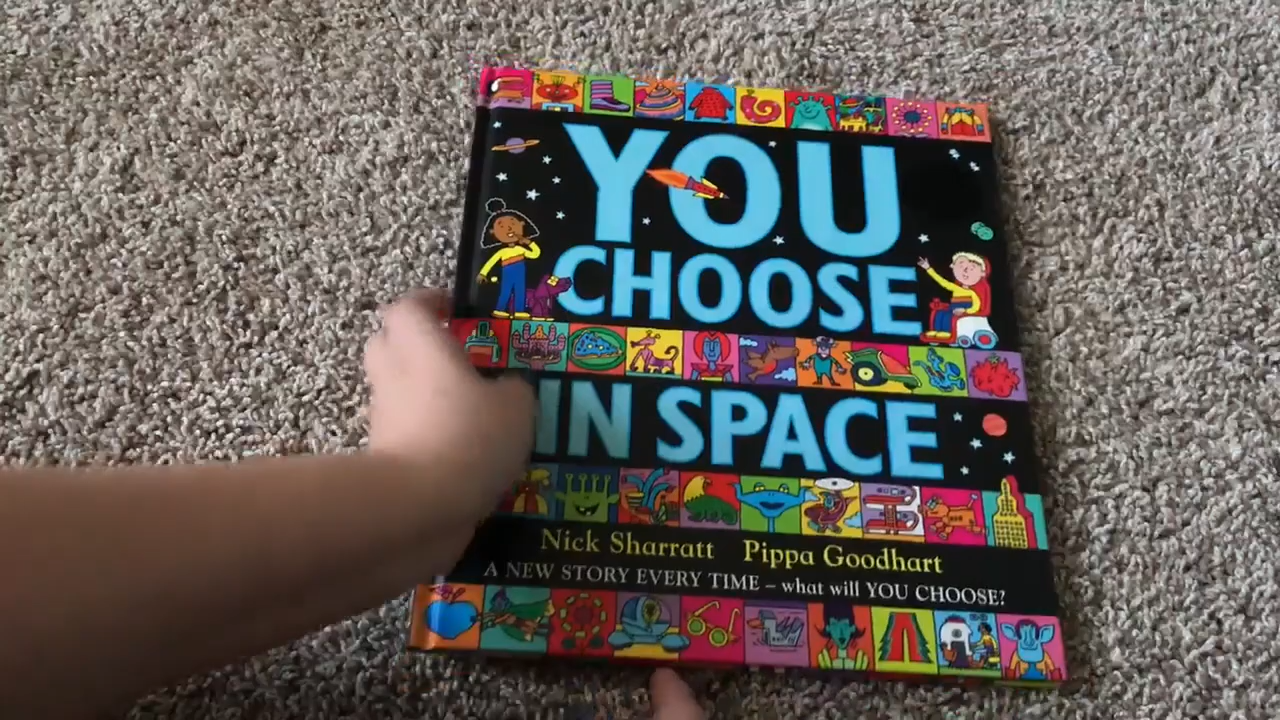 YOU
CHOOSE
IN SPACE
Nick Sharratt Pippa Goodhart
A NEW STORY EVERY TIME – what will YOU CHOOSE?